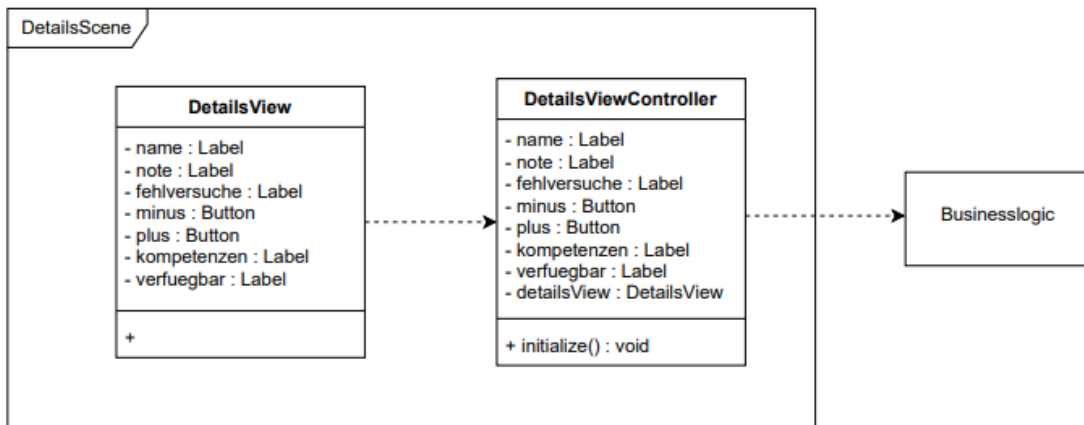 DetailsScene
DetailsView
- name : Label
- note : Label
- fehlversuche : Label
- minus : Button
- plus : Button
- kompetenzen : Label
- verfuegbar : Label
+
DetailsViewController
- name : Label
- note : Label
- fehlversuche : Label
- minus : Button
- plus : Button
- kompetenzen : Label
- verfuegbar : Label
- detailsView : DetailsView
+ initialize() : void
Businesslogic